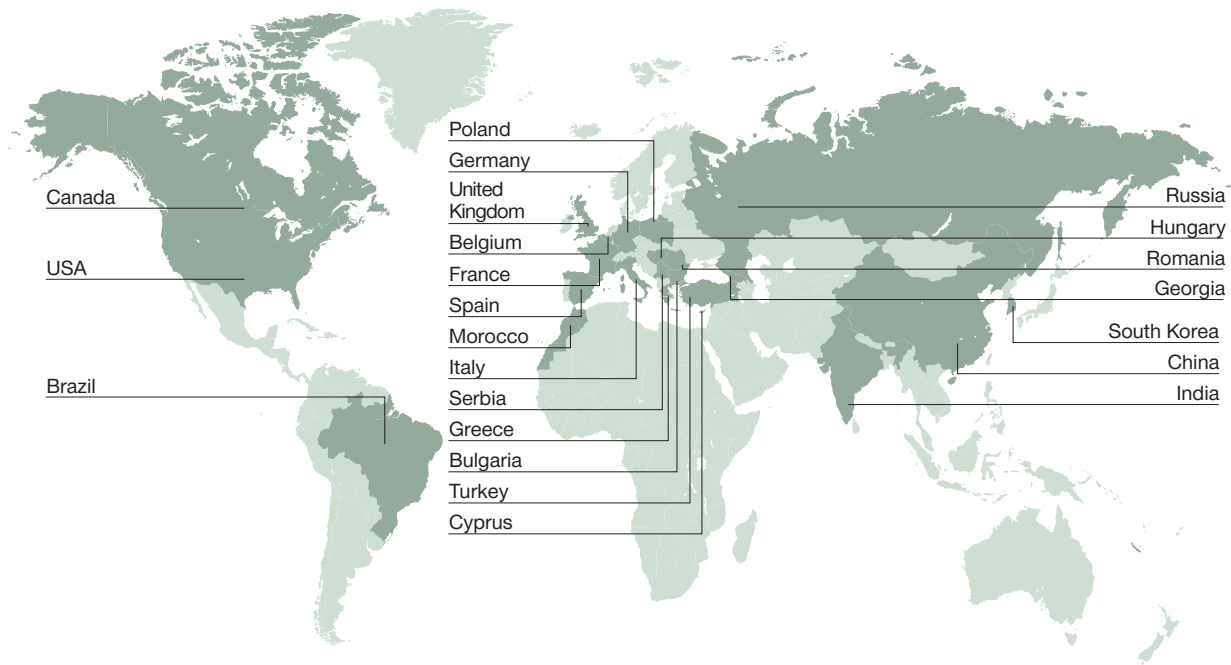 Canada
USA
Brazil
Poland
Germany
United
Kingdom
Belgium
France
Spain
Morocco
Italy
Serbia
Greece
Bulgaria
Turkey
Cyprus
Russia
Hungary
Romania
Georgia
South Korea
China
India